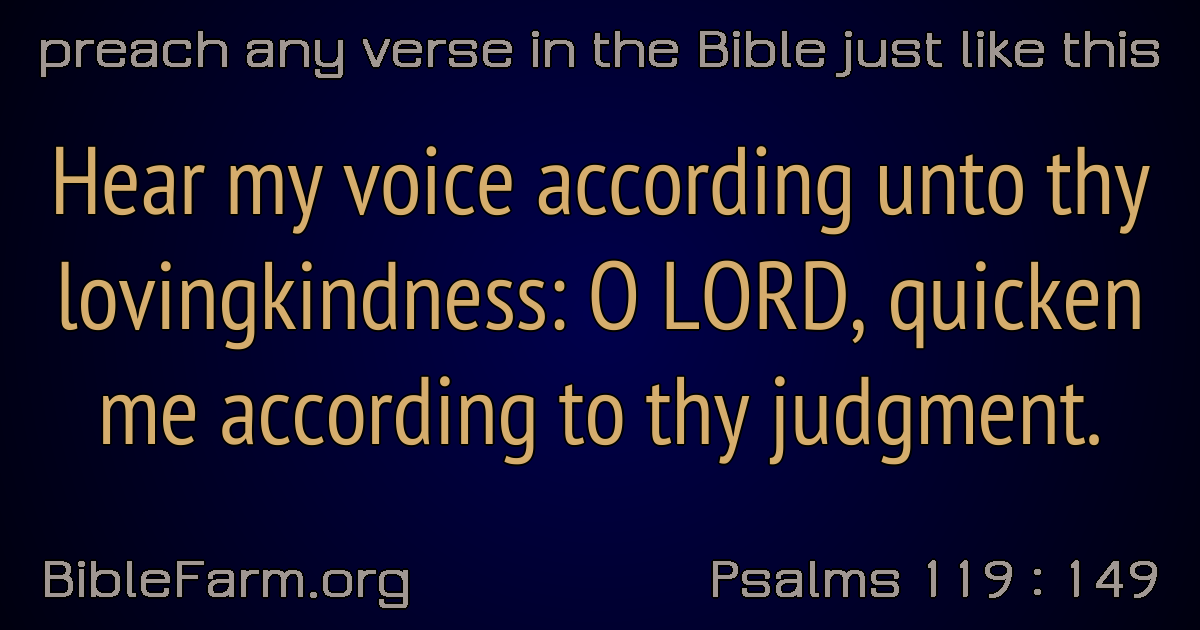 preach any verse in the Bible just like this
Hear my voice according unto thy
lovingkindness: O LORD, quicken
me according to thy judgment.
BibleFarm.org
Psalms 119 : 149